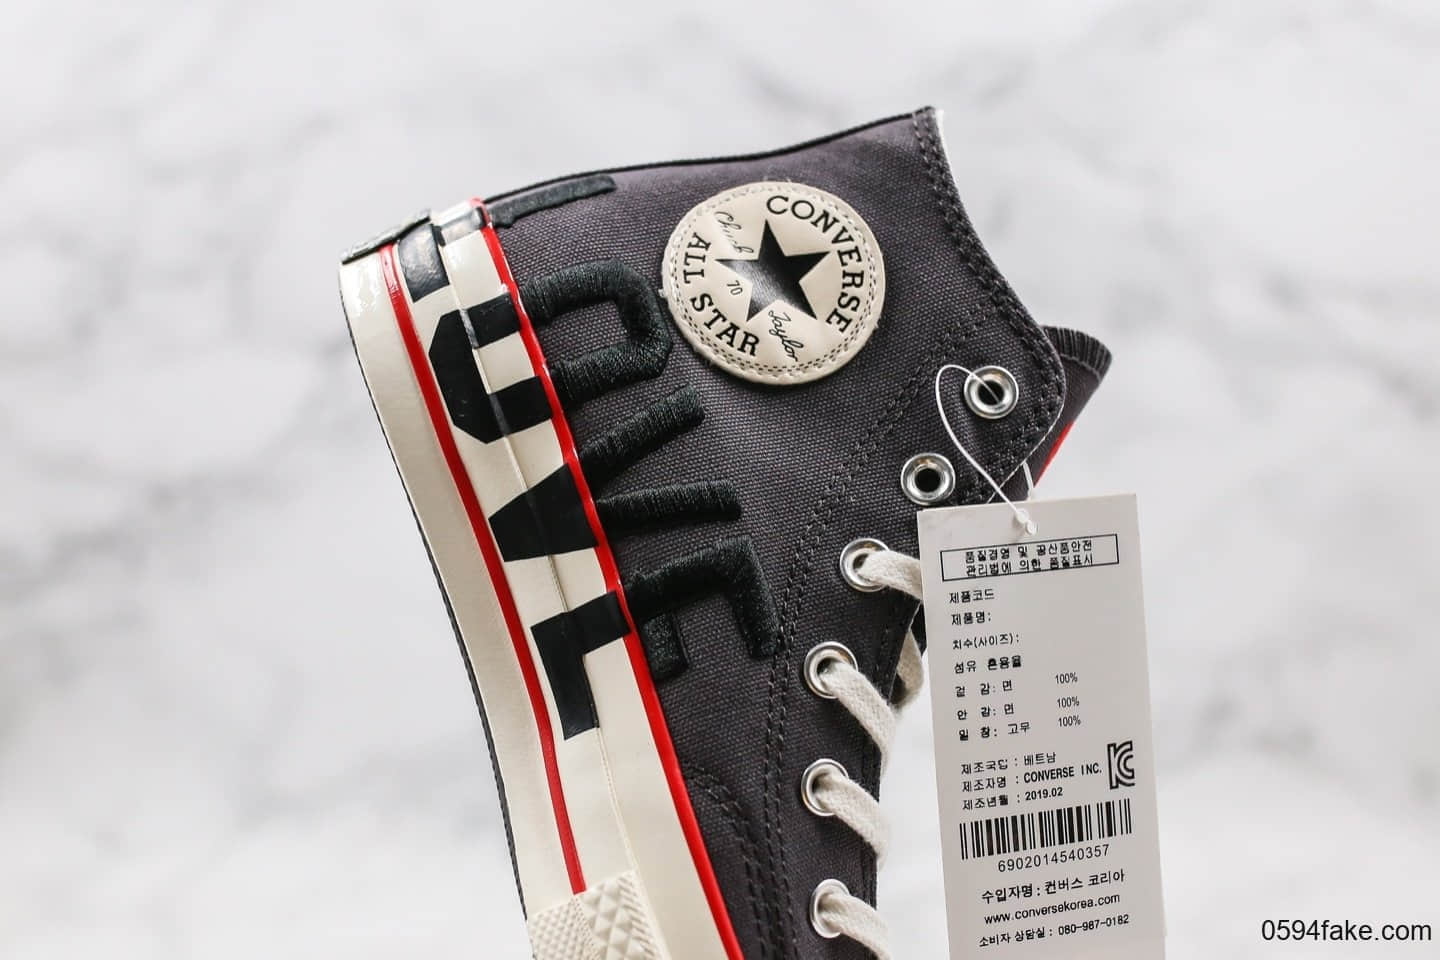 CONVERSE
Chuck
70
Taylor
ALL STAR
LOVE
품질경영 및 공산품안전
관리법에 의한 품질표시
제품코드
제품명:
치수(사이즈):
섬유 혼용율
겉 감: 면 100%
안 감: 면 100%
밑 창: 고무 100%
제조국임 : 베트남
제조자명 : CONVERSE INC.
제조년월 : 2019.02
6902014540357
수입자명 : 컨버스 코리아
www.conversekorea.com
소비자 상담실 : 080-987-0182
0594fake.com